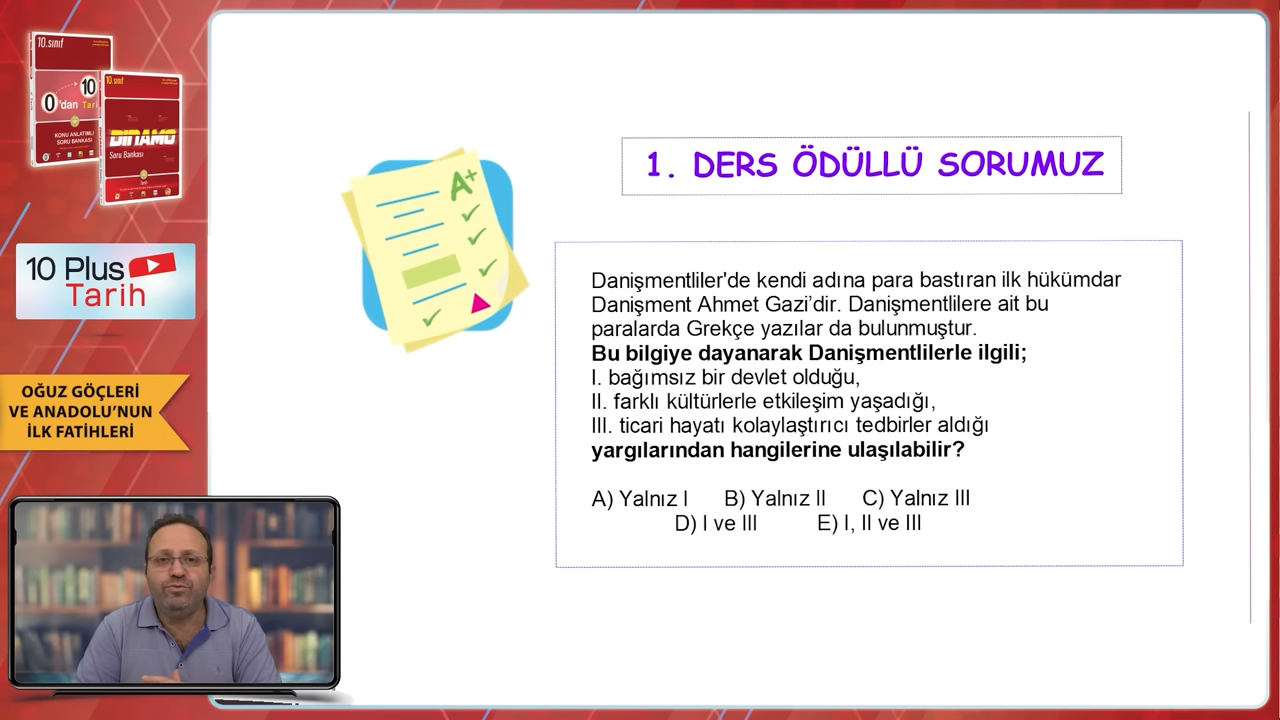 10.sınıf
0'dan 10
Tarih
KONU ANLATIMLI
SORU BANKASI
10.sınıf
DINAMO
Soru Bankası
Tarih
10 Plus
Tarih
OĞUZ GÖÇLERİ
VE ANADOLU'NUN
İLK FATİHLERİ
A+
1. DERS ÖDÜLLÜ SORUMUZ
Danişmentliler'de kendi adına para bastıran ilk hükümdar
Danişment Ahmet Gazi'dir. Danişmentlilere ait bu
paralarda Grekçe yazılar da bulunmuştur.
Bu bilgiye dayanarak Danişmentlilerle ilgili;
I. bağımsız bir devlet olduğu,
II. farklı kültürlerle etkileşim yaşadığı,
III. ticari hayatı kolaylaştırıcı tedbirler aldığı
yargılarından hangilerine ulaşılabilir?
A) Yalnız I B) Yalnız II C) Yalnız III
D) I ve III E) I, II ve III